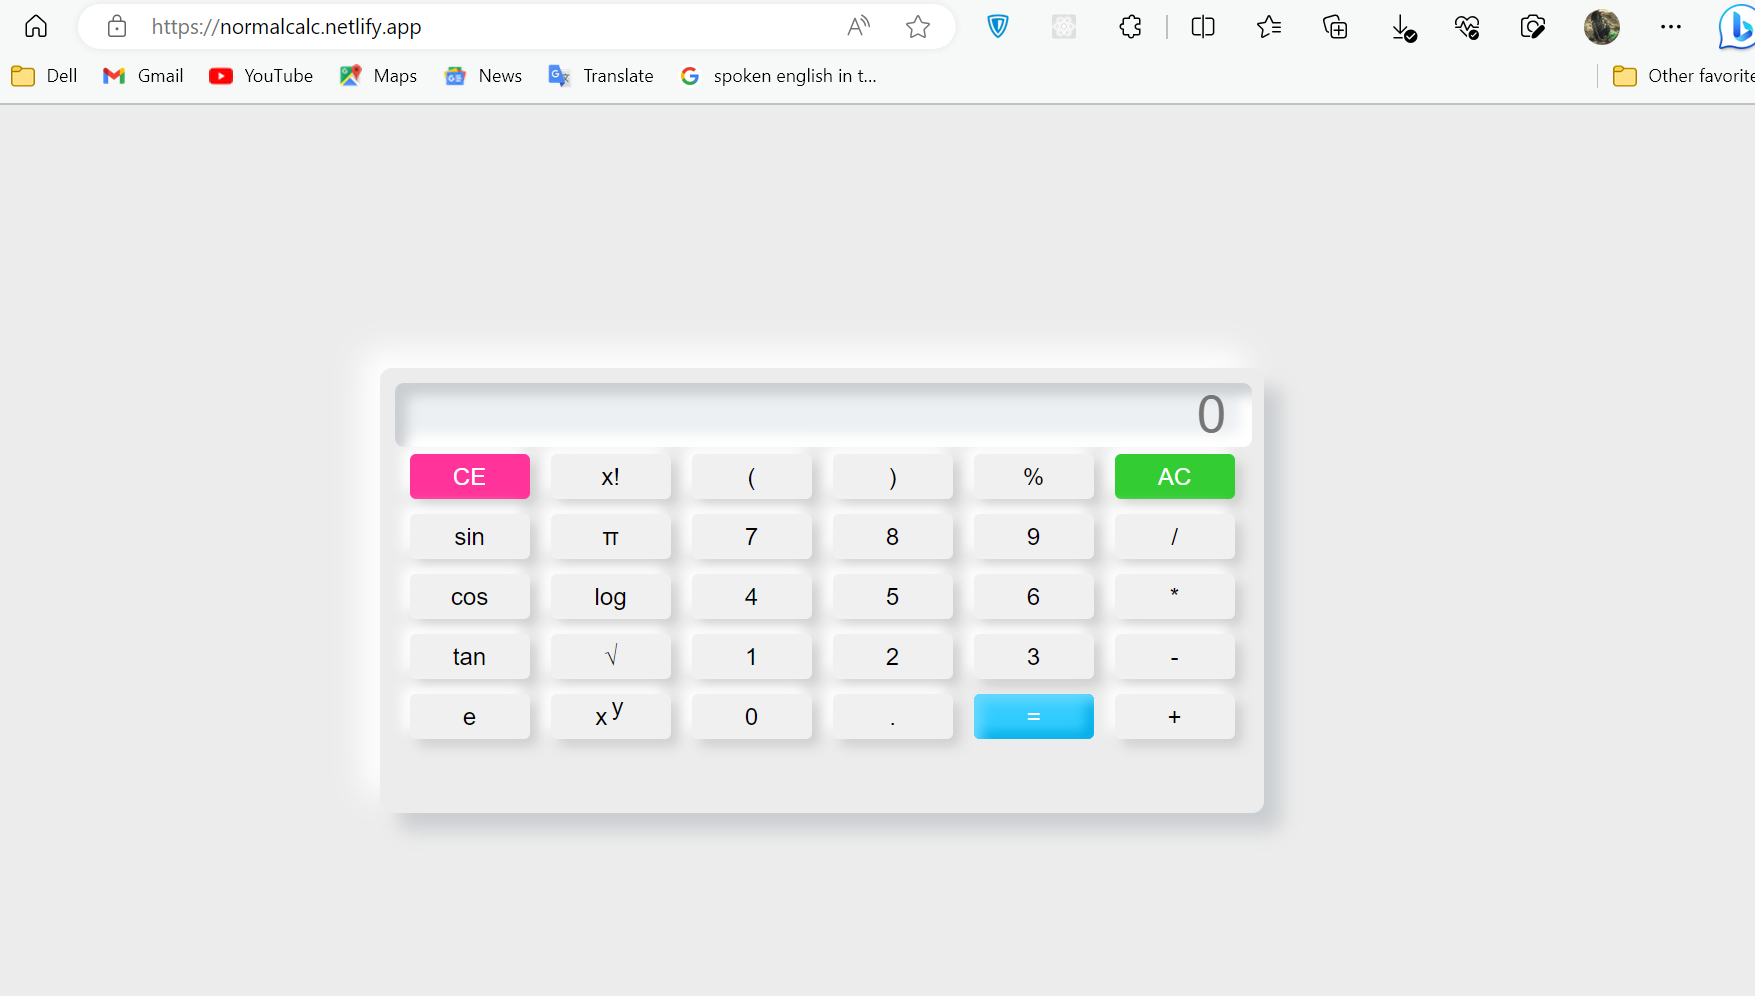 https://normalcalc.netlify.app
Dell Gmail YouTube Maps News Translate spoken english in t... Other favorite
0
CE x! ( ) % AC
sin π 7 8 9 /
cos log 4 5 6 *
tan √ 1 2 3 -
e x y 0 . = +